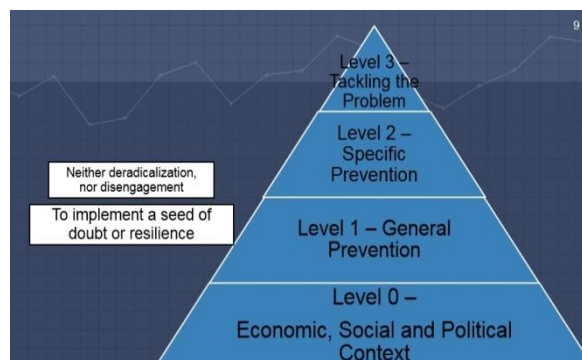 9
Level 3 –
Tackling the
Problem
Level 2 –
Specific
Prevention
Neither deradicalization,
nor disengagement
To implement a seed of
doubt or resilience
Level 1 – General
Prevention
Level 0 –
Economic, Social and Political
Context